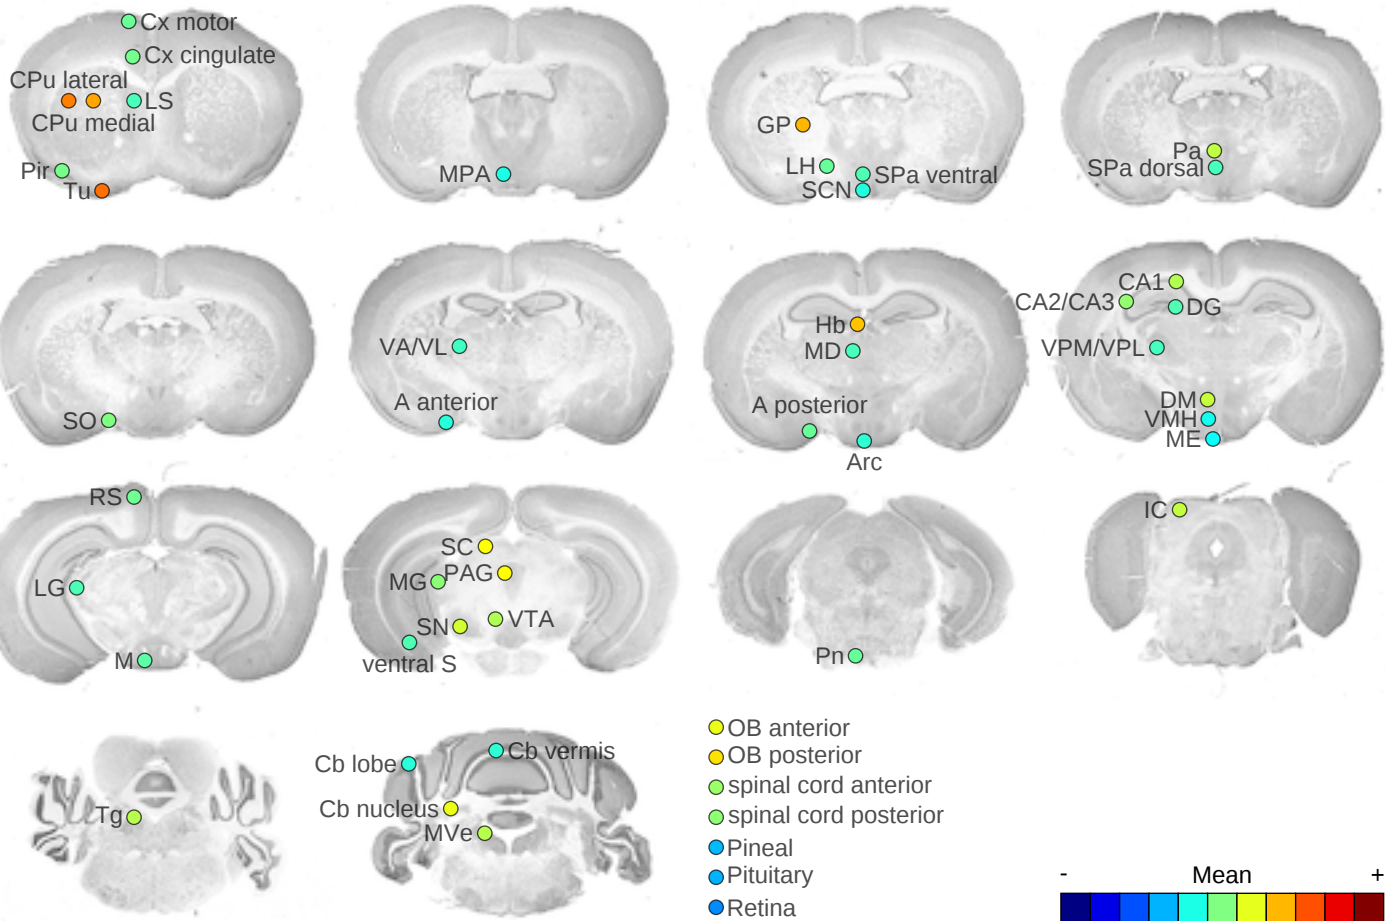 Cx motor
Cx cingulate
CPu lateral
LS
CPu medial
Pir
Tu
MPA
GP
LH
SPa ventral
SCN
Pa
SPa dorsal
SO
VA/VL
A anterior
Hb
MD
A posterior
Arc
CA1
CA2/CA3
DG
VPM/VPL
DM
VMH
ME
RS
LG
M
SC
PAG
MG
VTA
SN
ventral S
Pn
IC
Tg
Cb lobe
Cb vermis
Cb nucleus
MVe
OB anterior
OB posterior
spinal cord anterior
spinal cord posterior
Pineal
Pituitary
Retina
- Mean +